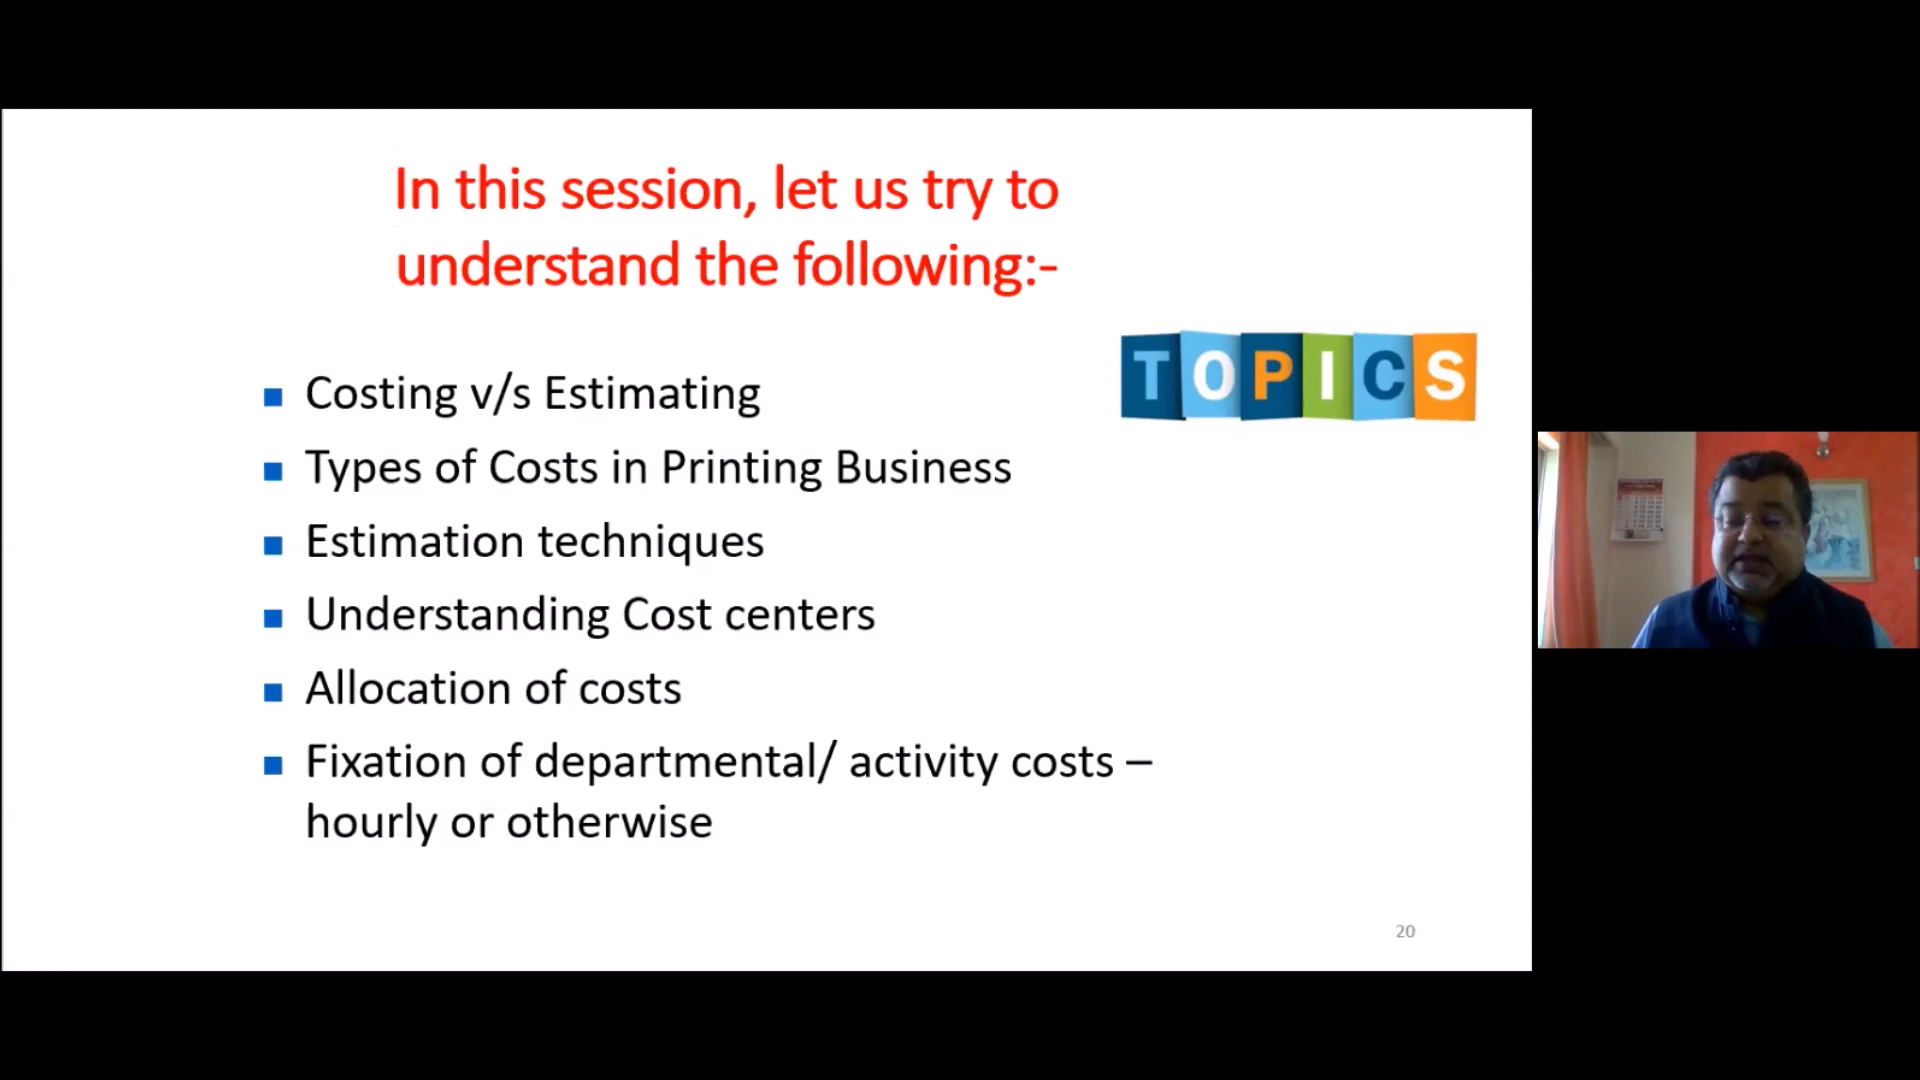 In this session, let us try to
understand the following:-
TOPICS
Costing v/s Estimating
Types of Costs in Printing Business
Estimation techniques
Understanding Cost centers
Allocation of costs
Fixation of departmental/ activity costs –
hourly or otherwise
20